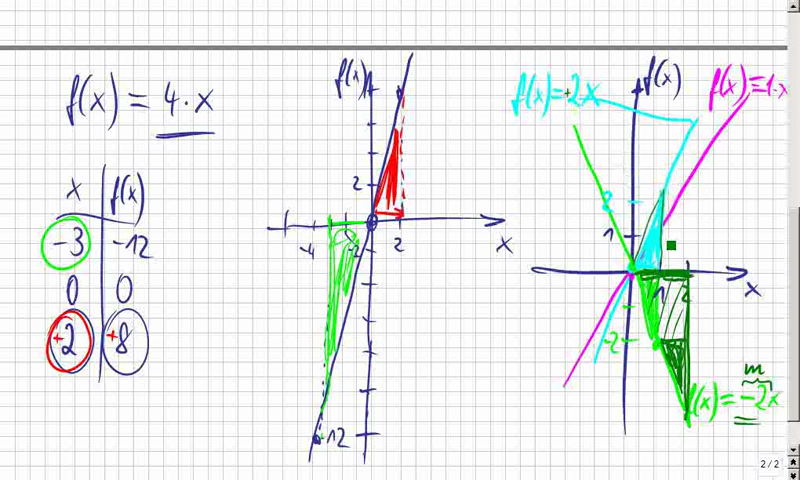 f(x) = 4·x
x f(x)
-3 -12
0 0
+2 +8
f(x)
2
-4 -2 2 x
-12
f(x)=+2x f(x) f(x)=1·x
2
1
1 2 x
-2
m
f(x)=-2x
2/2